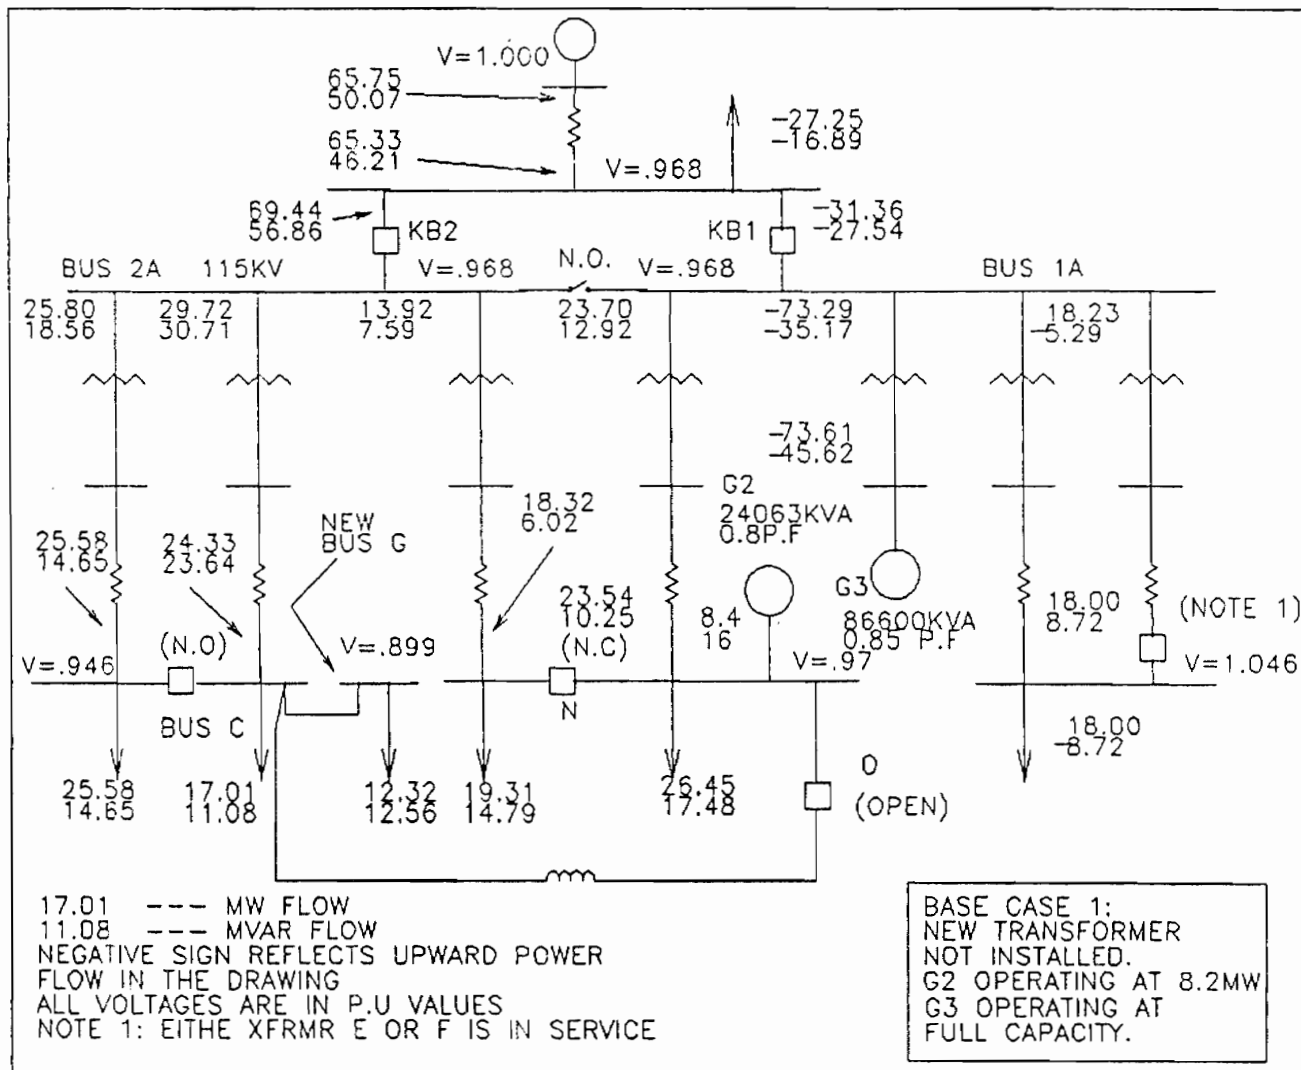 V=1.000
65.75
50.07
-27.25
-16.89
65.33
46.21
V=.968
69.44
56.86
KB2
KB1
-31.36
-27.54
BUS 2A 115KV
V=.968
N.O.
V=.968
BUS 1A
25.80
18.56
29.72
30.71
13.92
7.59
23.70
12.92
-73.29
-35.17
18.23
-5.29
-73.61
-45.62
G2
24063KVA
0.8P.F
NEW
BUS G
18.32
6.02
25.58
14.65
24.33
23.64
23.54
10.25
8.4
16
G3
86600KVA
0.85 P.F
18.00
8.72
(NOTE 1)
(N.O)
V=.946
V=.899
(N.C)
V=.97
V=1.046
BUS C
N
O
(OPEN)
18.00
-8.72
25.58
14.65
17.01
11.08
12.32
12.56
19.31
14.79
26.45
17.48
17.01 --- MW FLOW
11.08 --- MVAR FLOW
NEGATIVE SIGN REFLECTS UPWARD POWER
FLOW IN THE DRAWING
ALL VOLTAGES ARE IN P.U VALUES
NOTE 1: EITHE XFRMR E OR F IS IN SERVICE
BASE CASE 1:
NEW TRANSFORMER
NOT INSTALLED.
G2 OPERATING AT 8.2MW
G3 OPERATING AT
FULL CAPACITY.